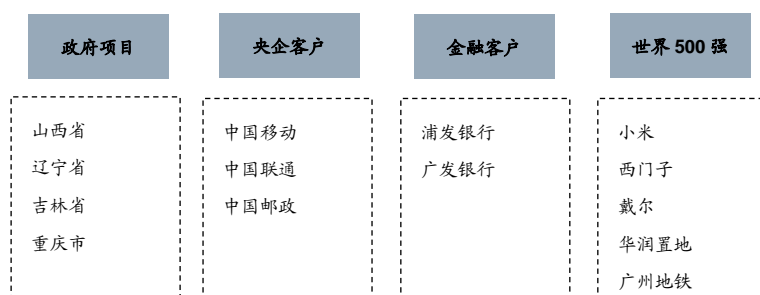 政府项目
山西省
辽宁省
吉林省
重庆市
央企客户
中国移动
中国联通
中国邮政
金融客户
浦发银行
广发银行
世界 500 强
小米
西门子
戴尔
华润置地
广州地铁